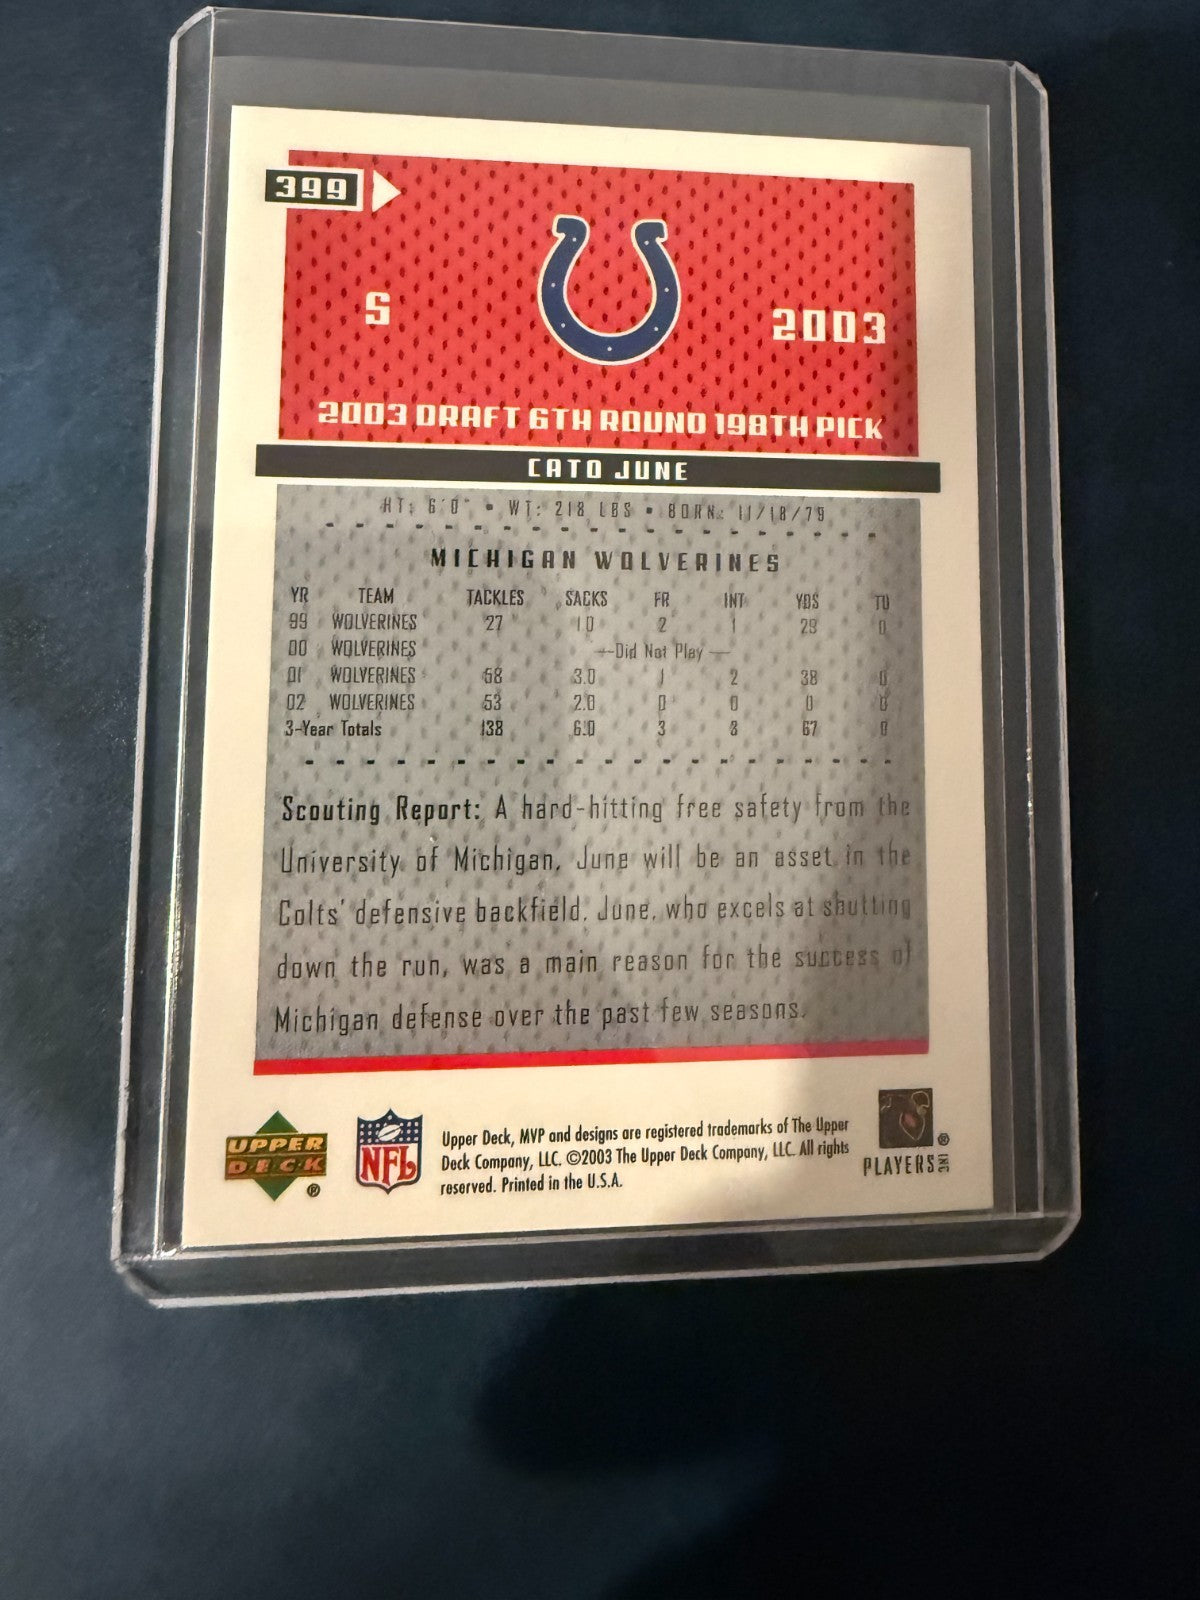 399
S
2003
2003 DRAFT 6TH ROUND 198TH PICK
CATO JUNE
HT: 6'0" • WT: 218 LBS • BORN: 11/18/79
MICHIGAN WOLVERINES
YR TEAM TACKLES SACKS FR INT YDS TD
99 WOLVERINES 27 1.0 2 1 29 0
00 WOLVERINES —Did Not Play—
01 WOLVERINES 58 3.0 1 2 38 0
02 WOLVERINES 53 2.0 0 0 0 0
3-Year Totals 138 6.0 3 3 67 0
Scouting Report: A hard-hitting free safety from the
University of Michigan, June will be an asset in the
Colts' defensive backfield. June, who excels at shutting
down the run, was a main reason for the success of
Michigan defense over the past few seasons.
UPPER
DECK
®
NFL
Upper Deck, MVP and designs are registered trademarks of The Upper
Deck Company, LLC. ©2003 The Upper Deck Company, LLC. All rights
reserved. Printed in the U.S.A.
PLAYERS INC ®